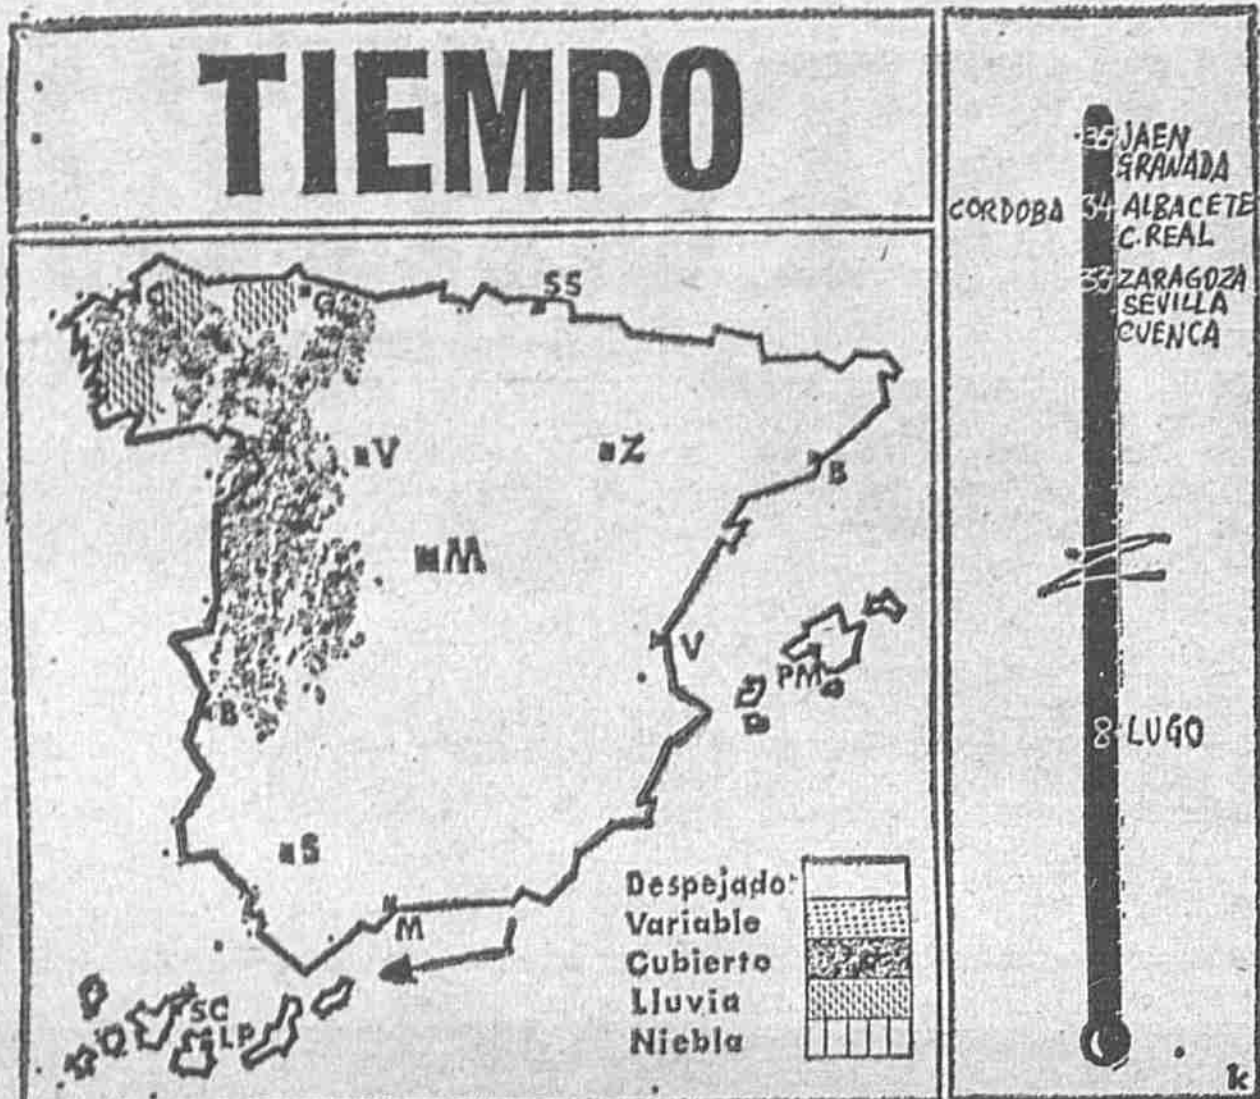 TIEMPO
35 JAEN
GRANADA
CORDOBA 34 ALBACETE
C. REAL
33 ZARAGOZA
SEVILLA
CUENCA
8 LUGO
k
G
SS
V
Z
B
M
V
PM
B
S
M
SC
LP
Despejado
Variable
Cubierto
Lluvia
Niebla